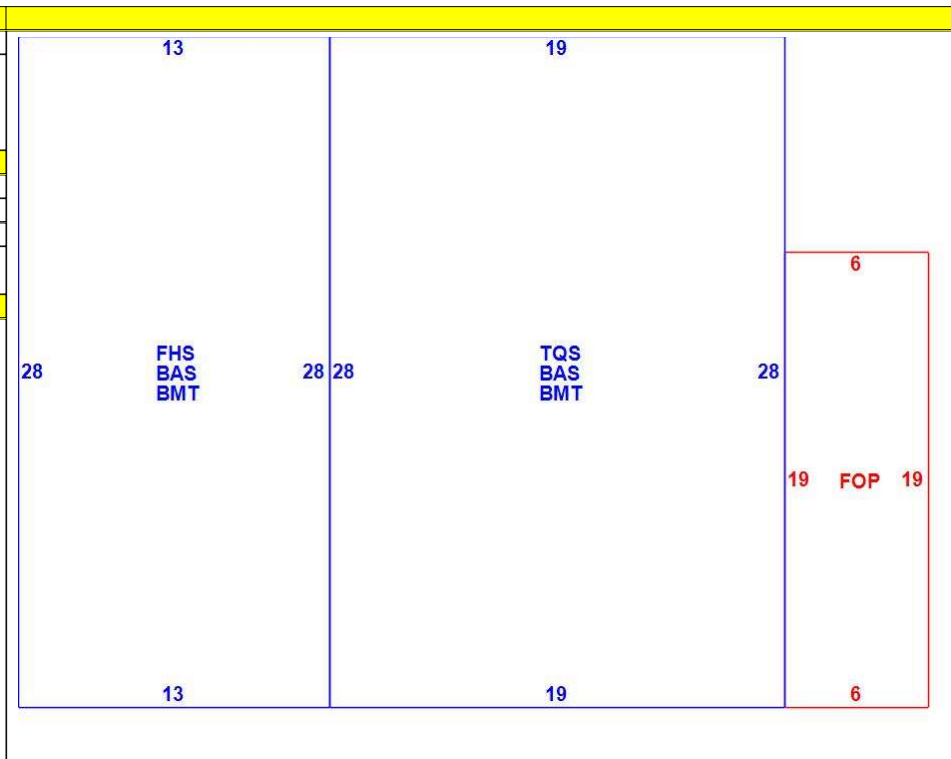 13 19
6
FHS TQS
28 BAS 28 28 BAS 28
BMT BMT
19 FOP 19
13 19 6